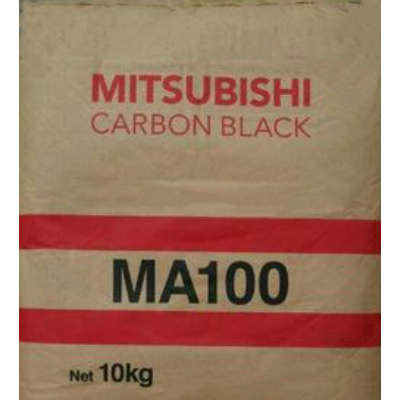 MITSUBISHI
CARBON BLACK
MA100
Net 10kg